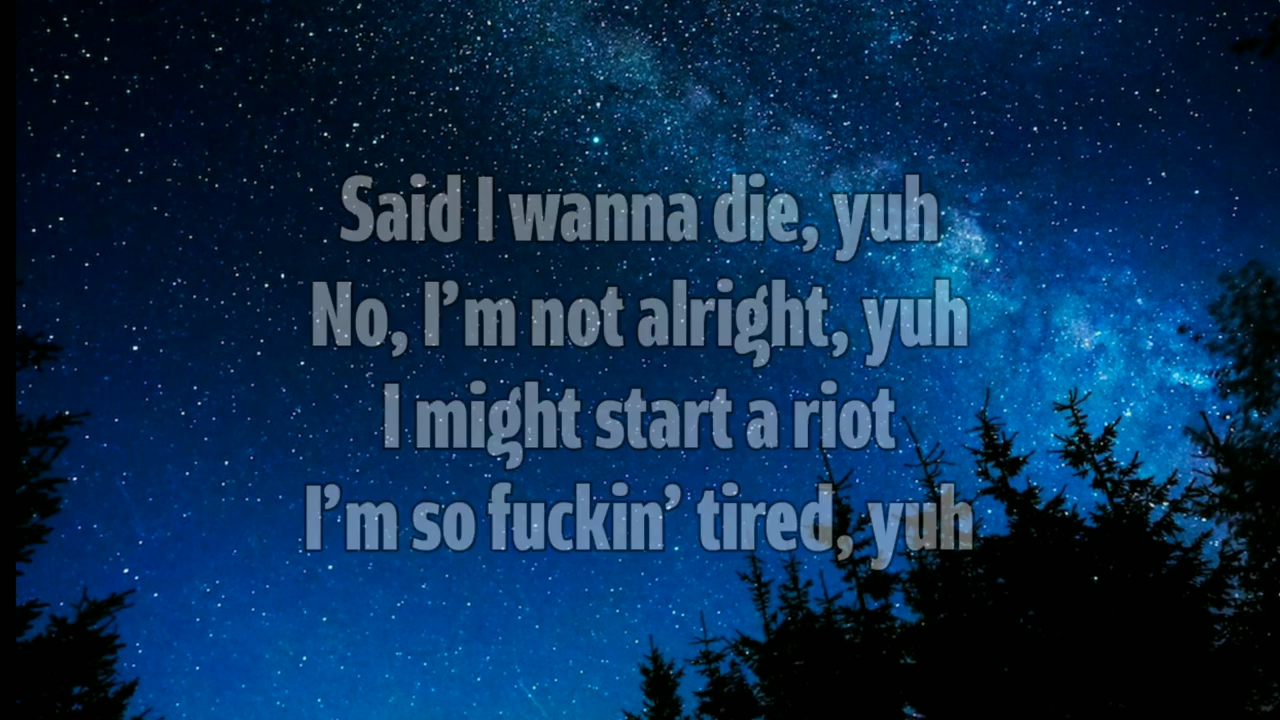 Said I wanna die, yuh
No, I'm not alright, yuh
I might start a riot
I'm so fuckin' tired, yuh